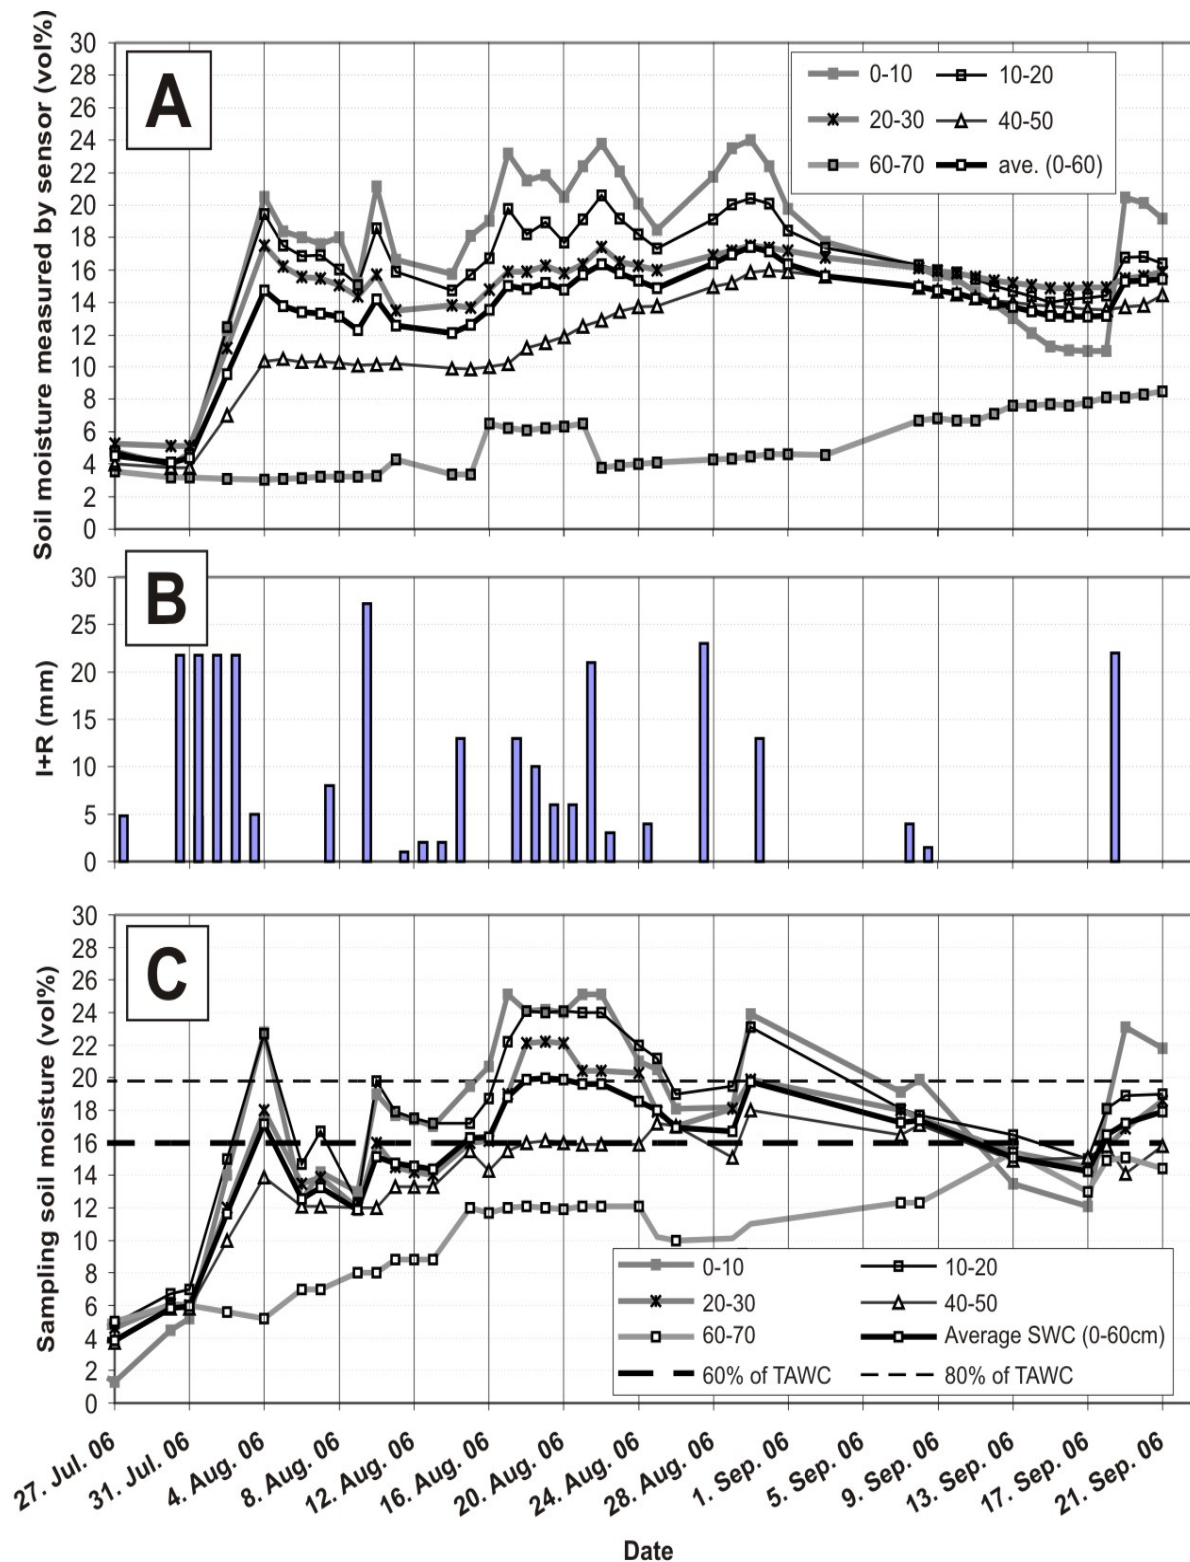 A
Soil moisture measured by sensor (vol%)
30
28
26
24
22
20
18
16
14
12
10
8
6
4
2
0
0-10 10-20
20-30 40-50
60-70 ave. (0-60)
B
I+R (mm)
30
25
20
15
10
5
0
C
Sampling soil moisture (vol%)
30
28
26
24
22
20
18
16
14
12
10
8
6
4
2
0
0-10 10-20
20-30 40-50
60-70 Average SWC (0-60cm)
60% of TAWC 80% of TAWC
27. Jul. 06
31. Jul. 06
4. Aug. 06
8. Aug. 06
12. Aug. 06
16. Aug. 06
20. Aug. 06
24. Aug. 06
28. Aug. 06
1. Sep. 06
5. Sep. 06
9. Sep. 06
13. Sep. 06
17. Sep. 06
21. Sep. 06
Date